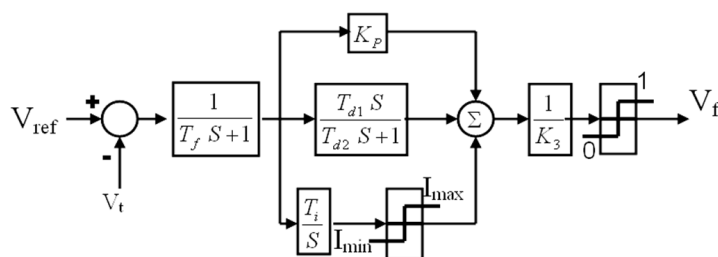 K_P
1
V_ref
+
-
V_t
1
T_f S+1
T_d1 S
T_d2 S+1
Σ
1
K_3
0
V_f
T_i
S
I_max
I_min